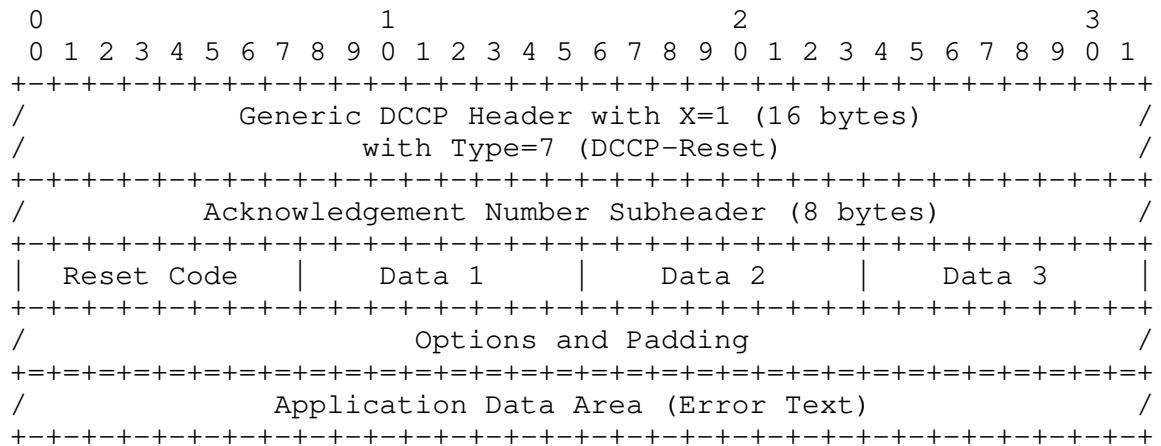 0                   1                   2                   3
 0 1 2 3 4 5 6 7 8 9 0 1 2 3 4 5 6 7 8 9 0 1 2 3 4 5 6 7 8 9 0 1
+-+-+-+-+-+-+-+-+-+-+-+-+-+-+-+-+-+-+-+-+-+-+-+-+-+-+-+-+-+-+-+-+
/            Generic DCCP Header with X=1 (16 bytes)            /
/                   with Type=7 (DCCP-Reset)                    /
+-+-+-+-+-+-+-+-+-+-+-+-+-+-+-+-+-+-+-+-+-+-+-+-+-+-+-+-+-+-+-+-+
/          Acknowledgement Number Subheader (8 bytes)           /
+-+-+-+-+-+-+-+-+-+-+-+-+-+-+-+-+-+-+-+-+-+-+-+-+-+-+-+-+-+-+-+-+
|  Reset Code   |    Data 1     |    Data 2     |    Data 3     |
+-+-+-+-+-+-+-+-+-+-+-+-+-+-+-+-+-+-+-+-+-+-+-+-+-+-+-+-+-+-+-+-+
/                      Options and Padding                      /
+=+=+=+=+=+=+=+=+=+=+=+=+=+=+=+=+=+=+=+=+=+=+=+=+=+=+=+=+=+=+=+=+
/              Application Data Area (Error Text)               /
+-+-+-+-+-+-+-+-+-+-+-+-+-+-+-+-+-+-+-+-+-+-+-+-+-+-+-+-+-+-+-+-+